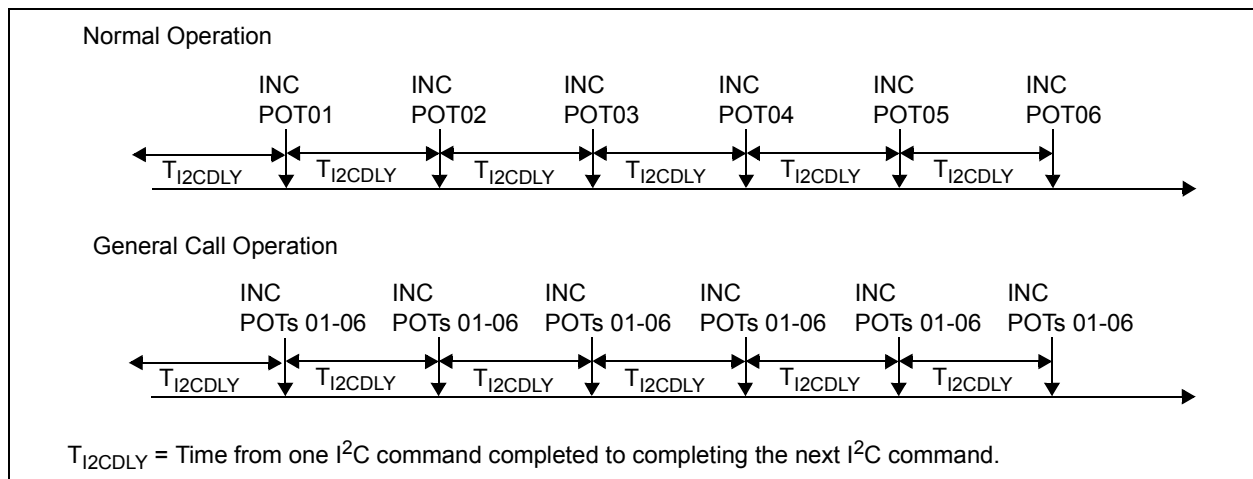 Normal Operation
INC INC INC INC INC INC
POT01 POT02 POT03 POT04 POT05 POT06
TI2CDLY TI2CDLY TI2CDLY TI2CDLY TI2CDLY TI2CDLY
General Call Operation
INC INC INC INC INC INC
POTs 01-06 POTs 01-06 POTs 01-06 POTs 01-06 POTs 01-06 POTs 01-06
TI2CDLY TI2CDLY TI2CDLY TI2CDLY TI2CDLY TI2CDLY
TI2CDLY = Time from one I²C command completed to completing the next I²C command.